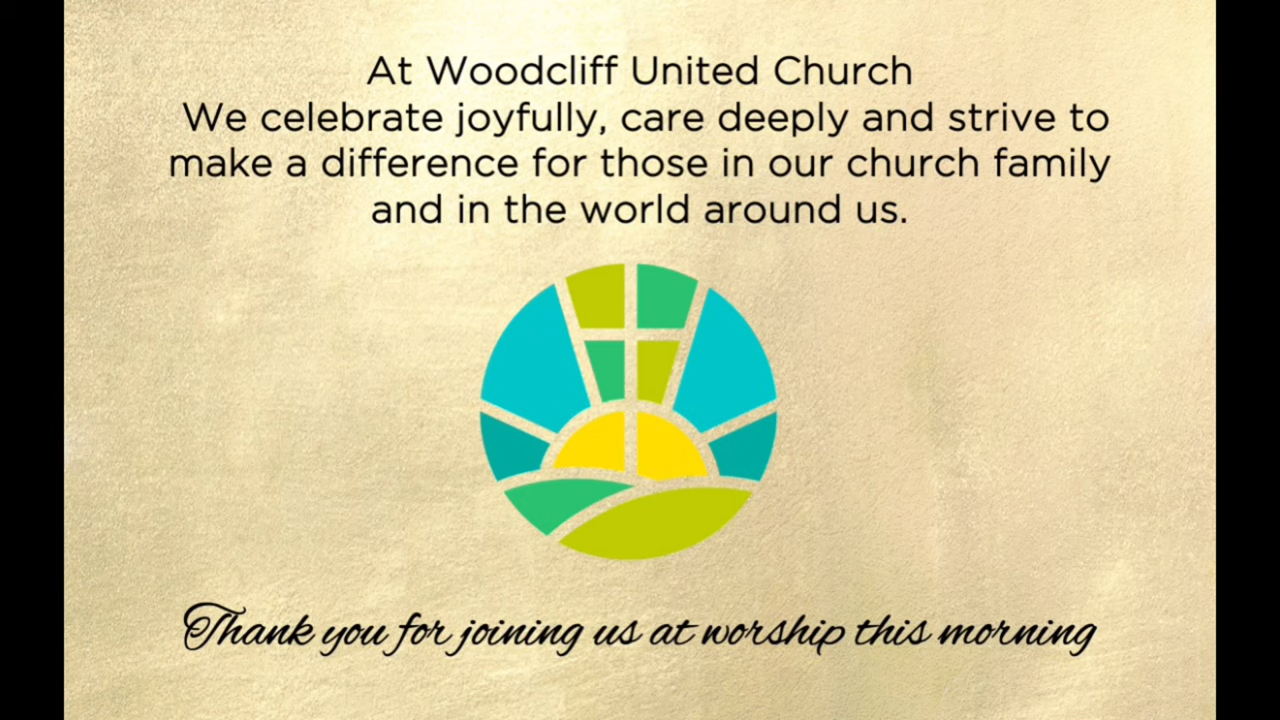 At Woodcliff United Church
We celebrate joyfully, care deeply and strive to
make a difference for those in our church family
and in the world around us.
Thank you for joining us at worship this morning